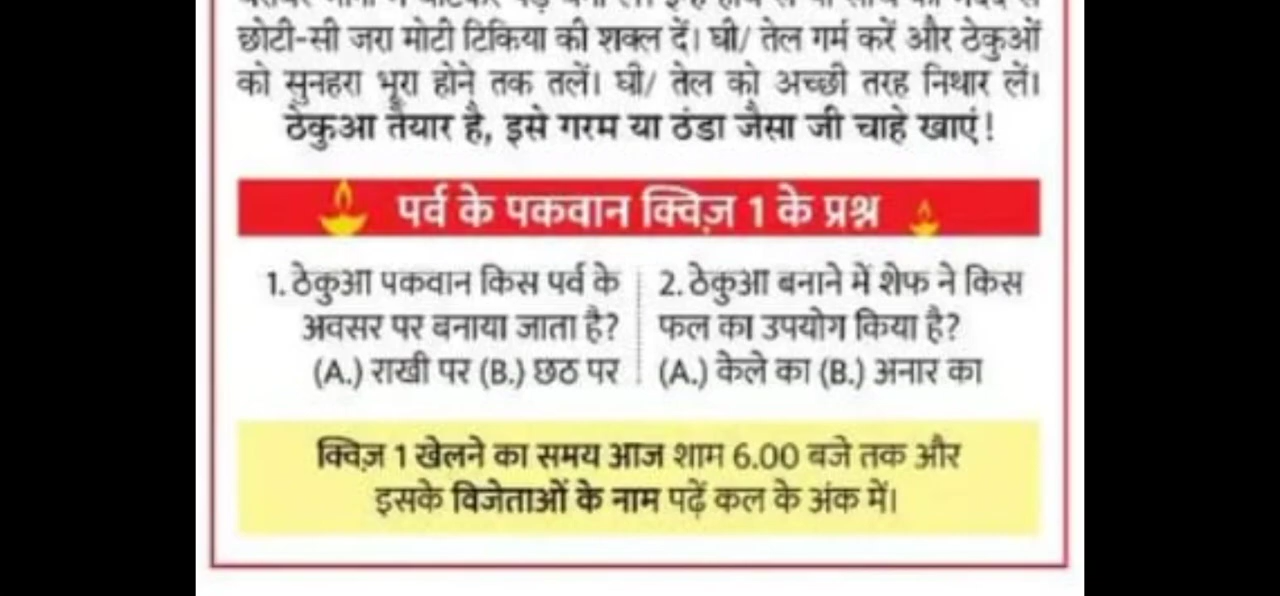 छोटी-सी जरा मोटी टिकिया की शक्ल दें। घी/ तेल गर्म करें और ठेकुओं
को सुनहरा भूरा होने तक तलें। घी/ तेल को अच्छी तरह निथार लें।
ठेकुआ तैयार है, इसे गरम या ठंडा जैसा जी चाहे खाएं!
पर्व के पकवान क्विज़ 1 के प्रश्न
1. ठेकुआ पकवान किस पर्व के
अवसर पर बनाया जाता है?
(A.) राखी पर (B.) छठ पर
2. ठेकुआ बनाने में शेफ ने किस
फल का उपयोग किया है?
(A.) केले का (B.) अनार का
क्विज़ 1 खेलने का समय आज शाम 6.00 बजे तक और
इसके विजेताओं के नाम पढ़ें कल के अंक में।